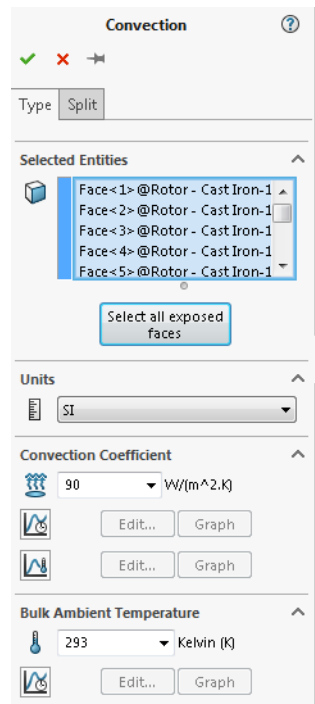 Convection
?
Type Split
Selected Entities
Face<1>@Rotor - Cast Iron-1
Face<2>@Rotor - Cast Iron-1
Face<3>@Rotor - Cast Iron-1
Face<4>@Rotor - Cast Iron-1
Face<5>@Rotor - Cast Iron-1
Select all exposed
faces
Units
SI
Convection Coefficient
90 W/(m^2.K)
Edit... Graph
Edit... Graph
Bulk Ambient Temperature
293 Kelvin (K)
Edit... Graph